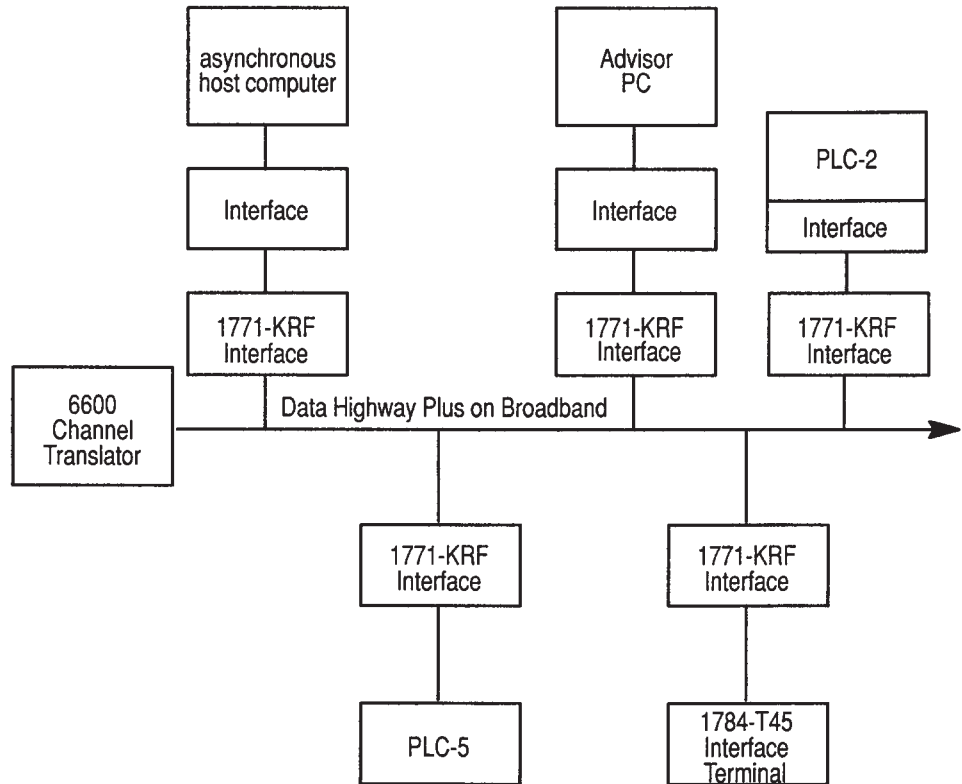 asynchronous
host computer
Advisor
PC
PLC-2
Interface
Interface
Interface
1771-KRF
Interface
1771-KRF
Interface
1771-KRF
Interface
6600
Channel
Translator
Data Highway Plus on Broadband
1771-KRF
Interface
1771-KRF
Interface
PLC-5
1784-T45
Interface
Terminal